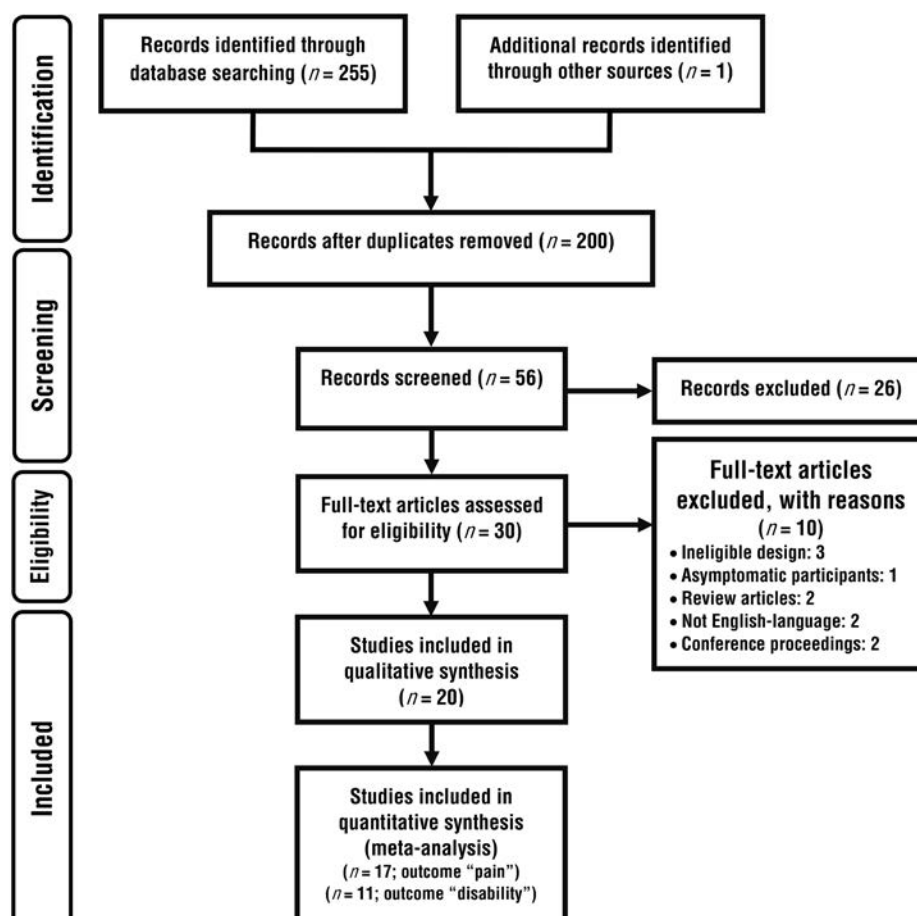 Identification
Records identified through
database searching (n = 255)
Additional records identified
through other sources (n = 1)
Records after duplicates removed (n = 200)
Screening
Records screened (n = 56)
Records excluded (n = 26)
Eligibility
Full-text articles assessed
for eligibility (n = 30)
Full-text articles
excluded, with reasons
(n = 10)
• Ineligible design: 3
• Asymptomatic participants: 1
• Review articles: 2
• Not English-language: 2
• Conference proceedings: 2
Included
Studies included in
qualitative synthesis
(n = 20)
Studies included in
quantitative synthesis
(meta-analysis)
(n = 17; outcome “pain”)
(n = 11; outcome “disability”)